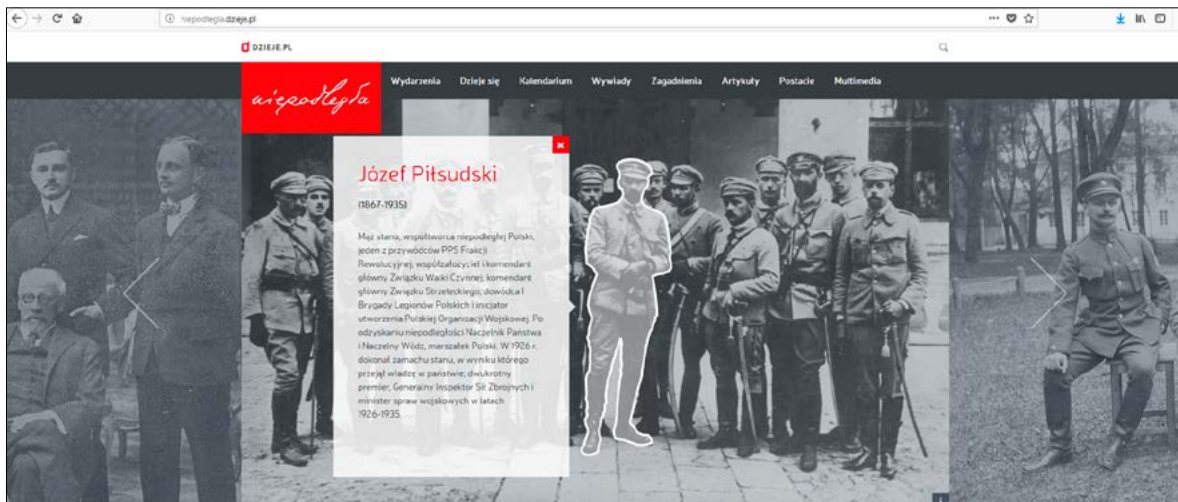 niepodlegla.dzieje.pl
DZIEJE.PL
niepodległa
Wydarzenia Dzieje się Kalendarium Wywiady Zagadnienia Artykuły Postacie Multimedia
Józef Piłsudski
(1867-1935)
Mąż stanu, współtwórca niepodległej Polski,
jeden z przywódców PPS Frakcji
Rewolucyjnej, współzałożyciel i komendant
główny Związku Walki Czynnej; komendant
główny Związku Strzeleckiego; dowódca I
Brygady Legionów Polskich i inicjator
utworzenia Polskiej Organizacji Wojskowej. Po
odzyskaniu niepodległości Naczelnik Państwa
i Naczelny Wódz, marszałek Polski. W 1926 r.
dokonał zamachu stanu, w wyniku którego
przejął władzę w państwie; dwukrotny
premier, Generalny Inspektor Sił Zbrojnych i
minister spraw wojskowych w latach
1926-1935.